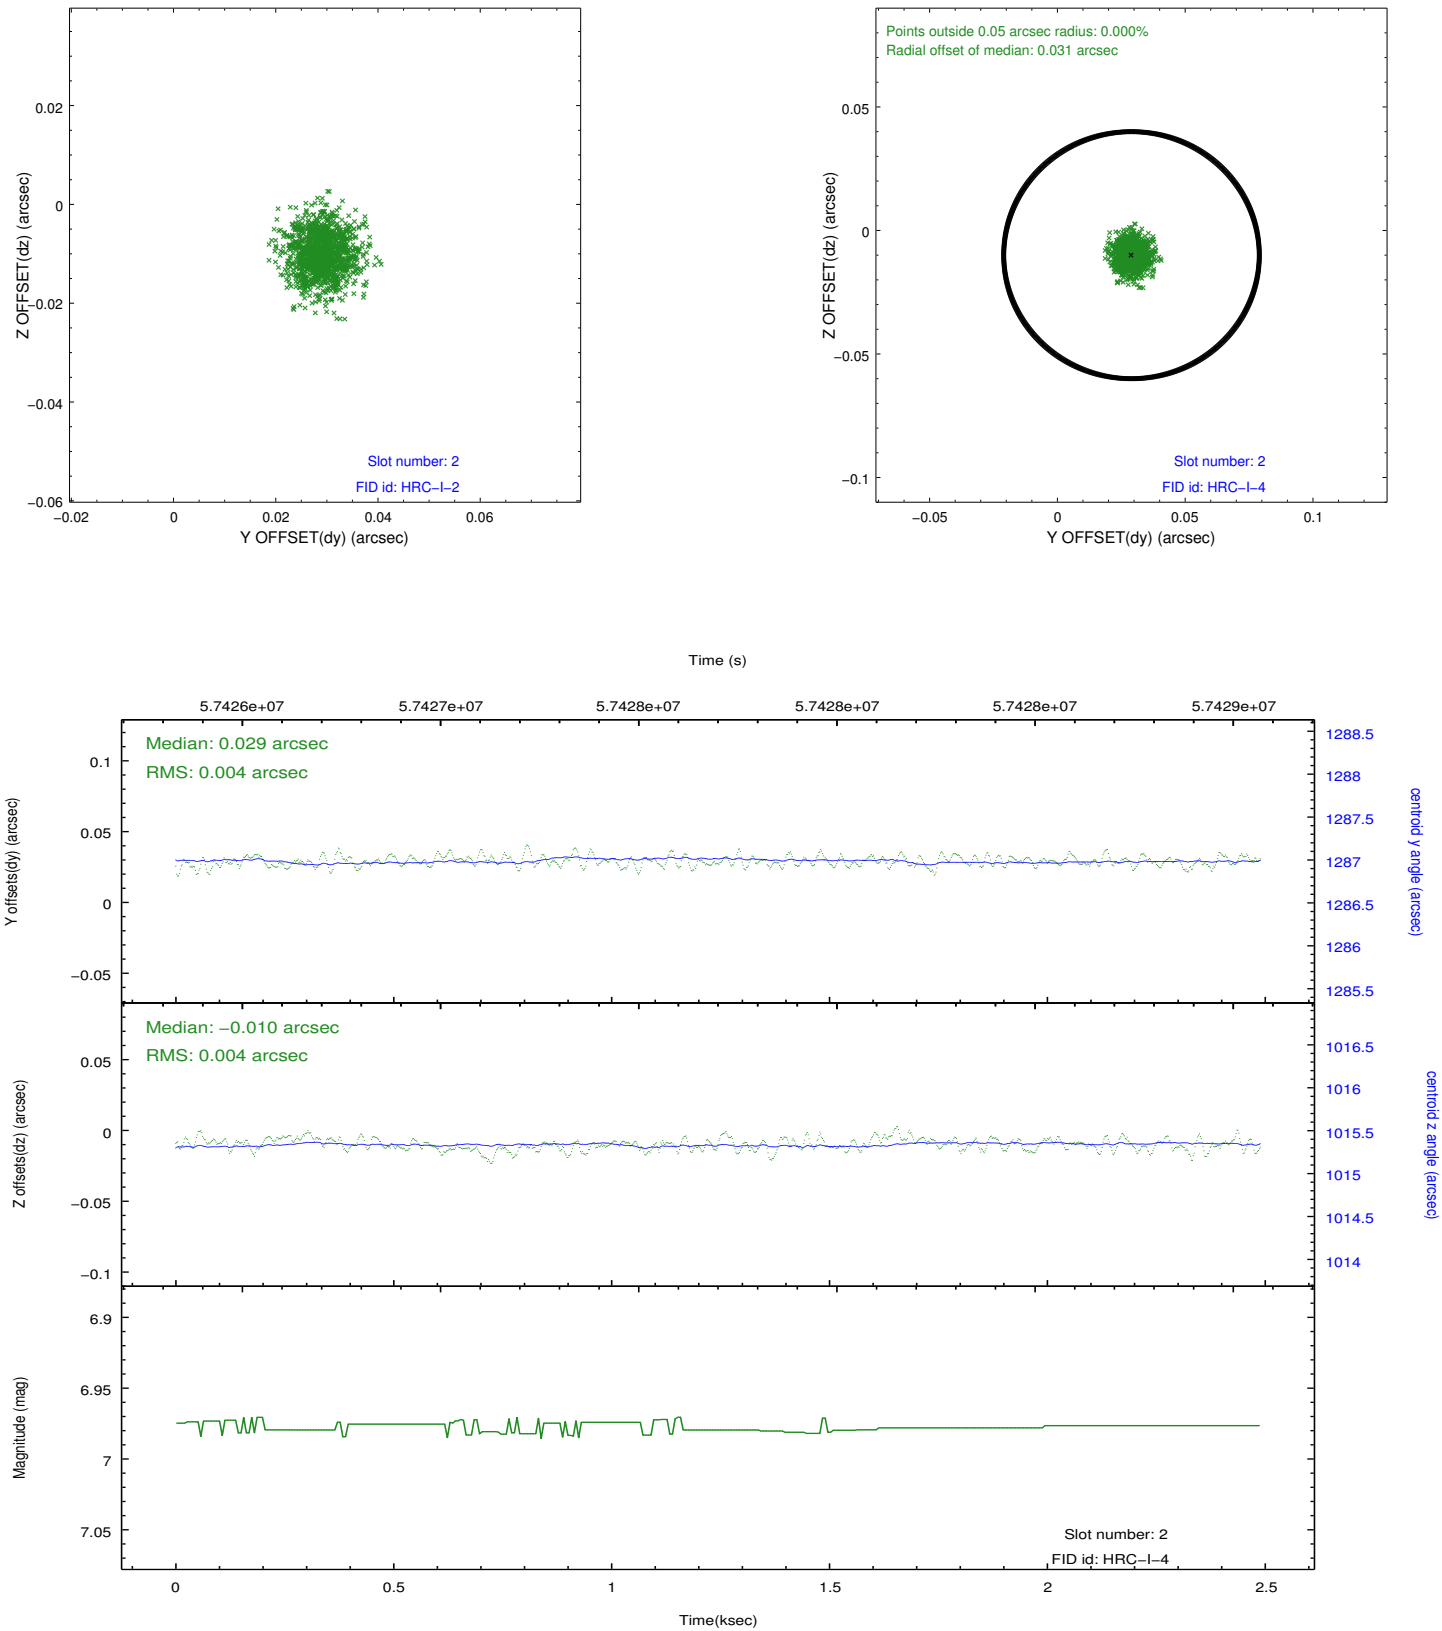 0.02
0
−0.02
−0.04
−0.06
Z OFFSET(dz) (arcsec)
Slot number: 2
FID id: HRC−I−2
−0.02
0
0.02
0.04
0.06
Y OFFSET(dy) (arcsec)
Points outside 0.05 arcsec radius: 0.000%
Radial offset of median: 0.031 arcsec
0.05
0
−0.05
−0.1
Z OFFSET(dz) (arcsec)
Slot number: 2
FID id: HRC−I−4
−0.05
0
0.05
0.1
Y OFFSET(dy) (arcsec)
Time (s)
5.7426e+07
5.7427e+07
5.7428e+07
5.7428e+07
5.7428e+07
5.7429e+07
Median: 0.029 arcsec
RMS: 0.004 arcsec
0.1
0.05
0
−0.05
Y offsets(dy) (arcsec)
1288.5
1288
1287.5
1287
1286.5
1286
1285.5
centroid y angle (arcsec)
Median: −0.010 arcsec
RMS: 0.004 arcsec
0.05
0
−0.05
−0.1
Z offsets(dz) (arcsec)
1016.5
1016
1015.5
1015
1014.5
1014
centroid z angle (arcsec)
6.9
6.95
7
7.05
Magnitude (mag)
Slot number: 2
FID id: HRC−I−4
0
0.5
1
1.5
2
2.5
Time(ksec)